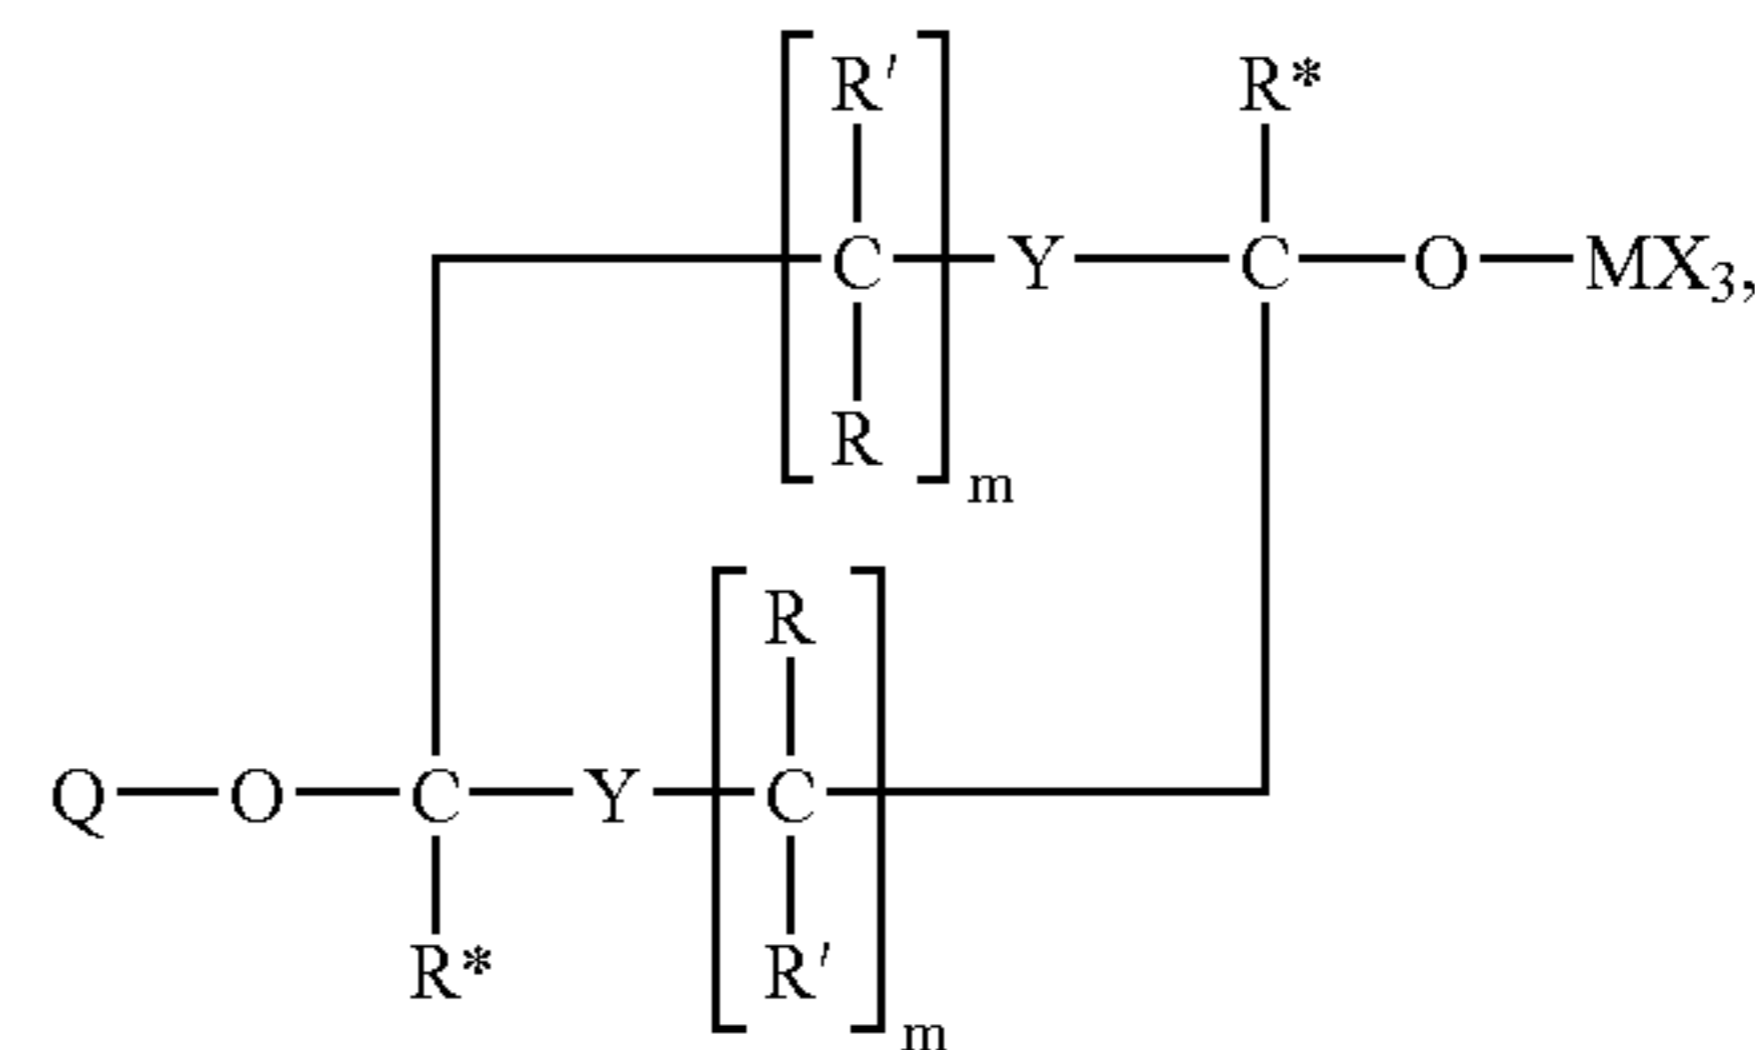 R′ R*
C Y C O MX₃,
R
m
R
Q O C Y C
R* R′
m